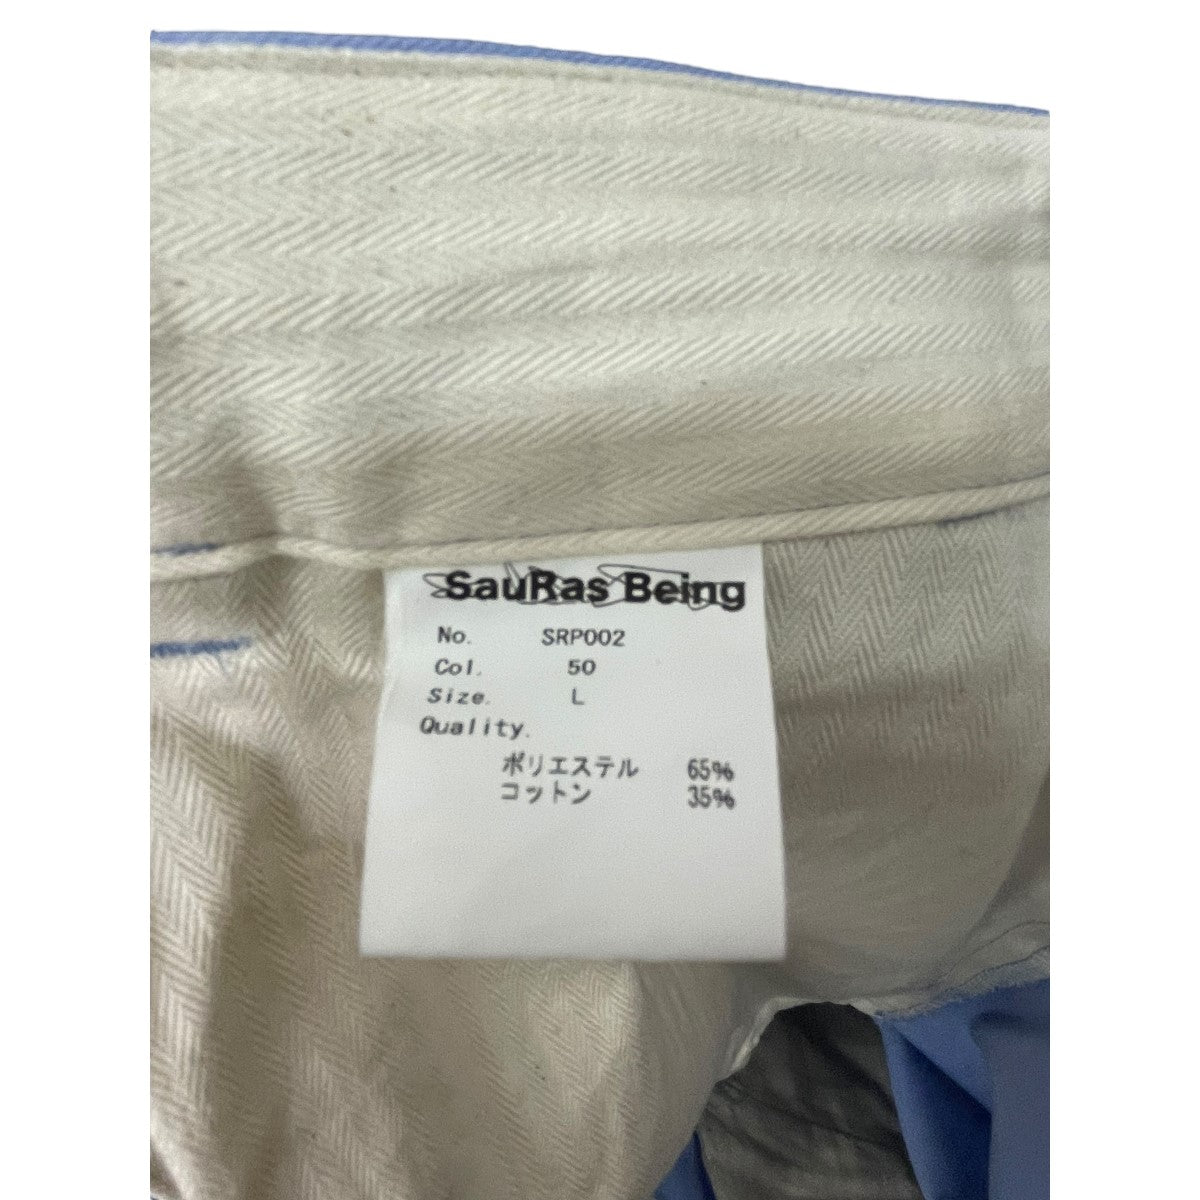 SauRas Being
No. SRP002
Col. 50
Size. L
Quality.
ポリエステル 65%
コットン 35%